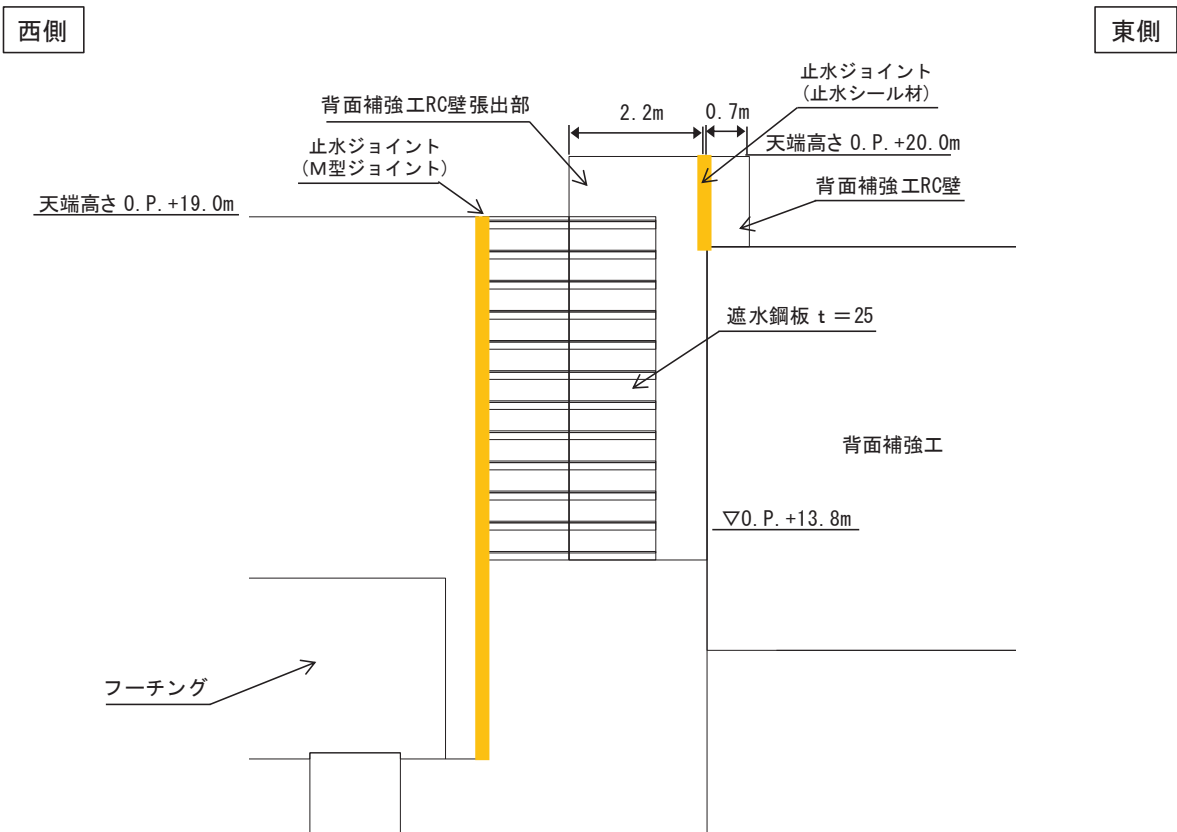 西側
東側
止水ジョイント
(止水シール材)
背面補強工RC壁張出部
2.2m
0.7m
止水ジョイント
(M型ジョイント)
天端高さ O.P.+20.0m
背面補強工RC壁
天端高さ O.P.+19.0m
遮水鋼板 t=25
背面補強工
▽O.P.+13.8m
フーチング